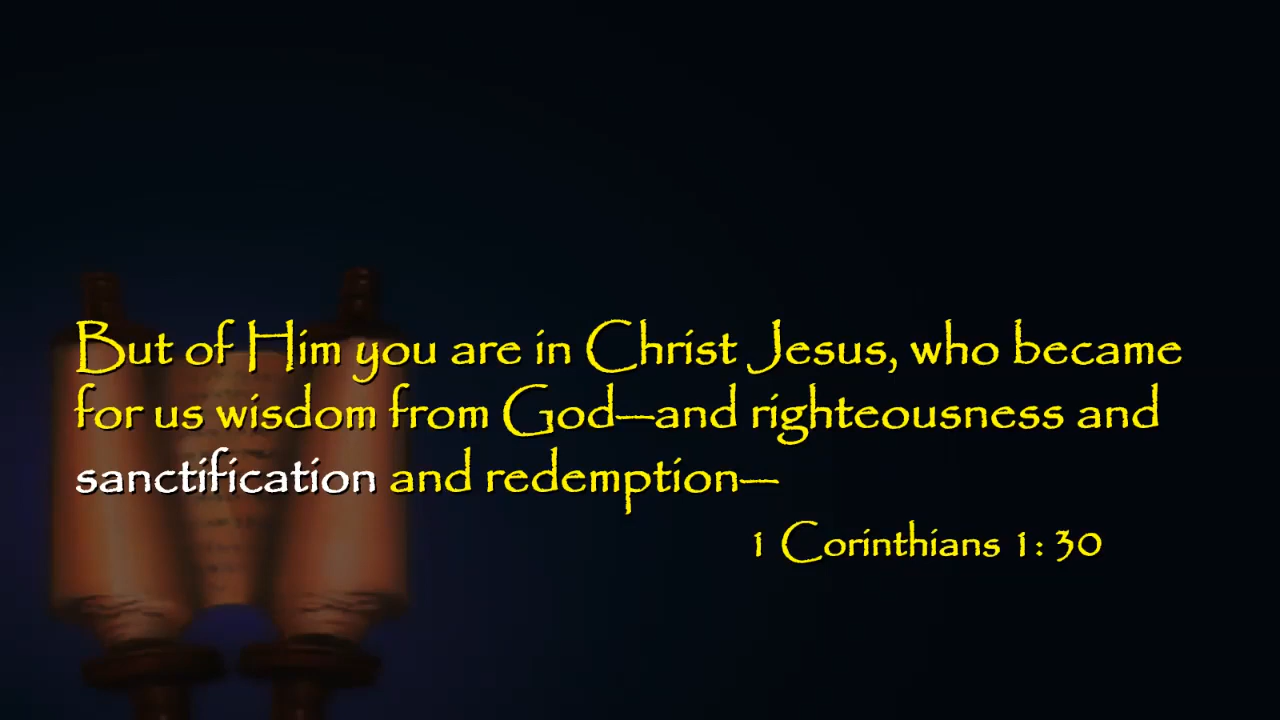 But of Him you are in Christ Jesus, who became
for us wisdom from God—and righteousness and
sanctification and redemption—
1 Corinthians 1: 30